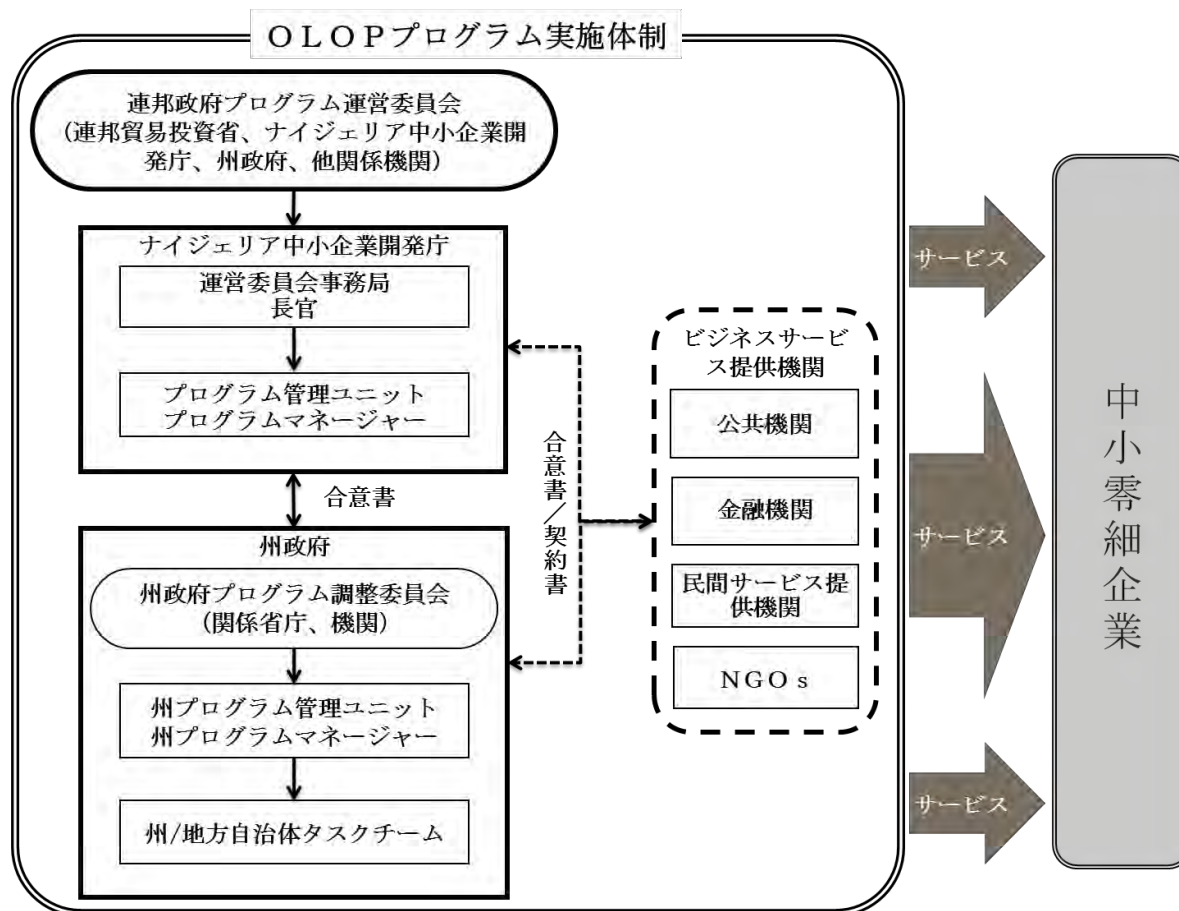 OLOPプログラム実施体制
連邦政府プログラム運営委員会
(連邦貿易投資省、ナイジェリア中小企業開
発庁、州政府、他関係機関)
ナイジェリア中小企業開発庁
運営委員会事務局
長官
プログラム管理ユニット
プログラムマネージャー
合意書
州政府
州政府プログラム調整委員会
(関係省庁、機関)
州プログラム管理ユニット
州プログラムマネージャー
州/地方自治体タスクチーム
合意書/契約書
ビジネスサービ
ス提供機関
公共機関
金融機関
民間サービス提
供機関
NGOs
サービス
サービス
サービス
中小零細企業